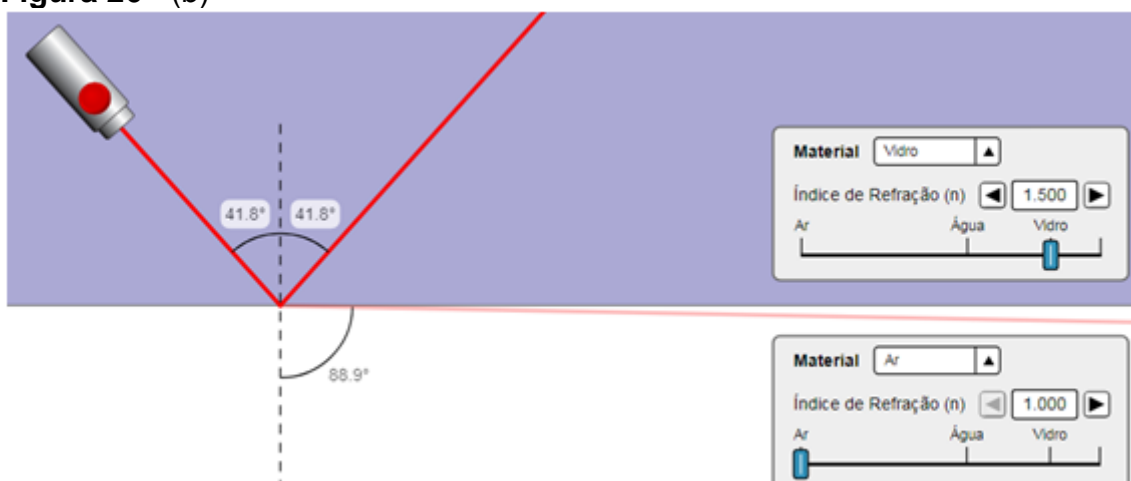 41.8° 41.8°
88.9°
Material Vidro
Índice de Refração (n) 1.500
Ar Água Vidro
Material Ar
Índice de Refração (n) 1.000
Ar Água Vidro